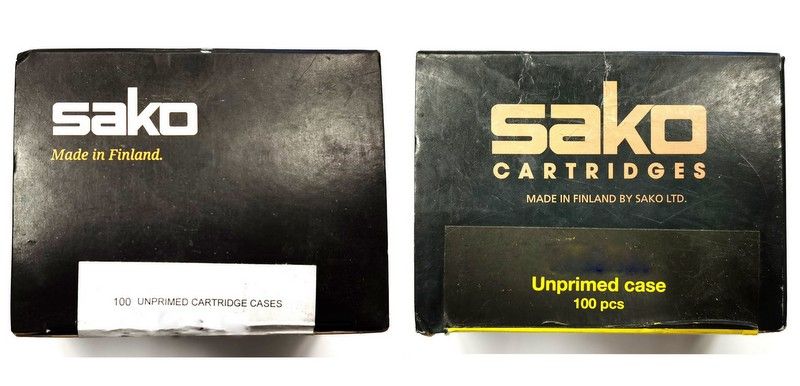 sako
Made in Finland.
100 UNPRIMED CARTRIDGE CASES
sako
CARTRIDGES
MADE IN FINLAND BY SAKO LTD.
Unprimed case
100 pcs